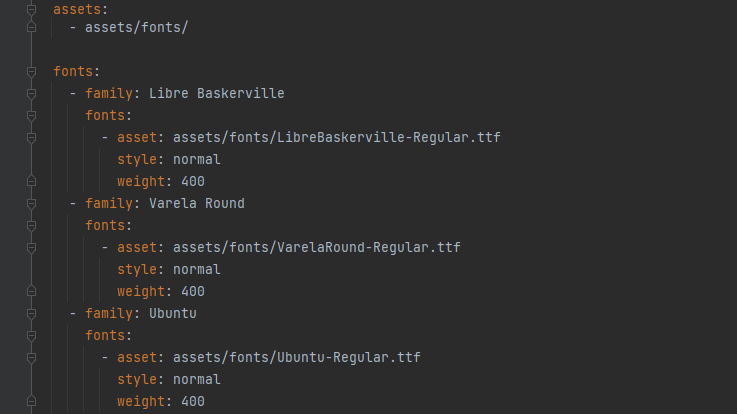 assets:
  - assets/fonts/
fonts:
  - family: Libre Baskerville
    fonts:
      - asset: assets/fonts/LibreBaskerville-Regular.ttf
        style: normal
        weight: 400
  - family: Varela Round
    fonts:
      - asset: assets/fonts/VarelaRound-Regular.ttf
        style: normal
        weight: 400
  - family: Ubuntu
    fonts:
      - asset: assets/fonts/Ubuntu-Regular.ttf
        style: normal
        weight: 400